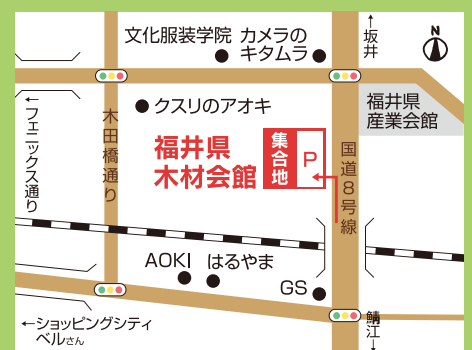 文化服装学院
カメラの
キタムラ
↑坂井
N
クスリのアオキ
福井県
産業会館
←フェニックス通り
木田橋通り
福井県
木材会館
集合地
P
国道8号線
AOKI
はるやま
GS
←ショッピングシティ
ベルさん
鯖江↓